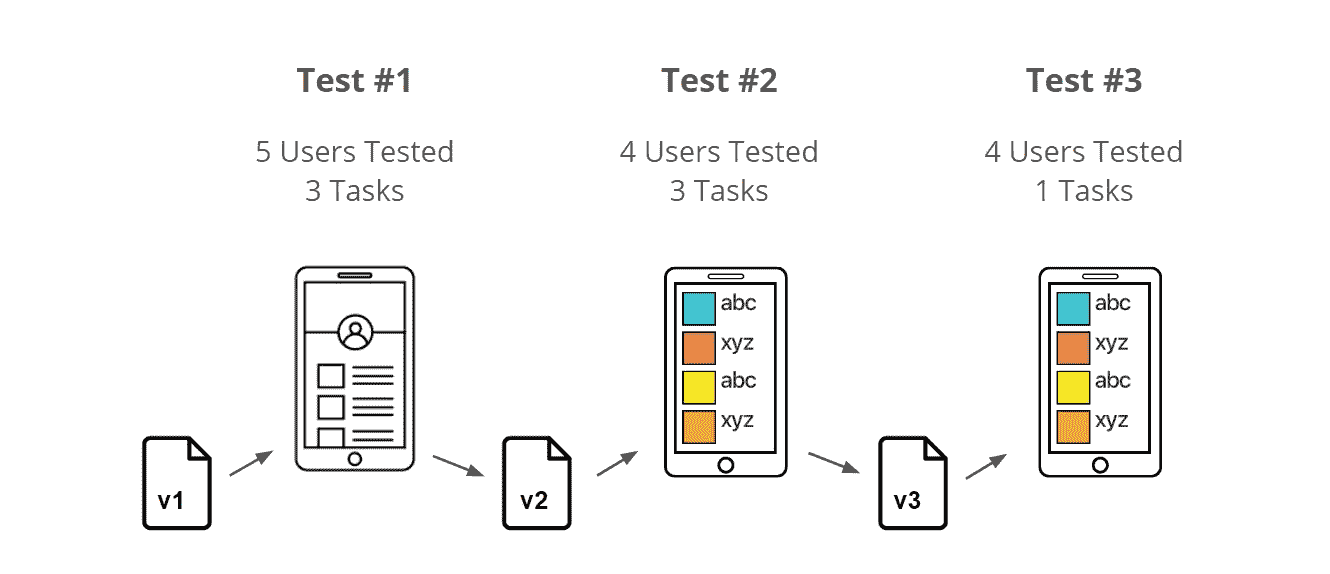 Test #1
5 Users Tested
3 Tasks
Test #2
4 Users Tested
3 Tasks
Test #3
4 Users Tested
1 Tasks
abc
xyz
abc
xyz
abc
xyz
abc
xyz
v1
v2
v3